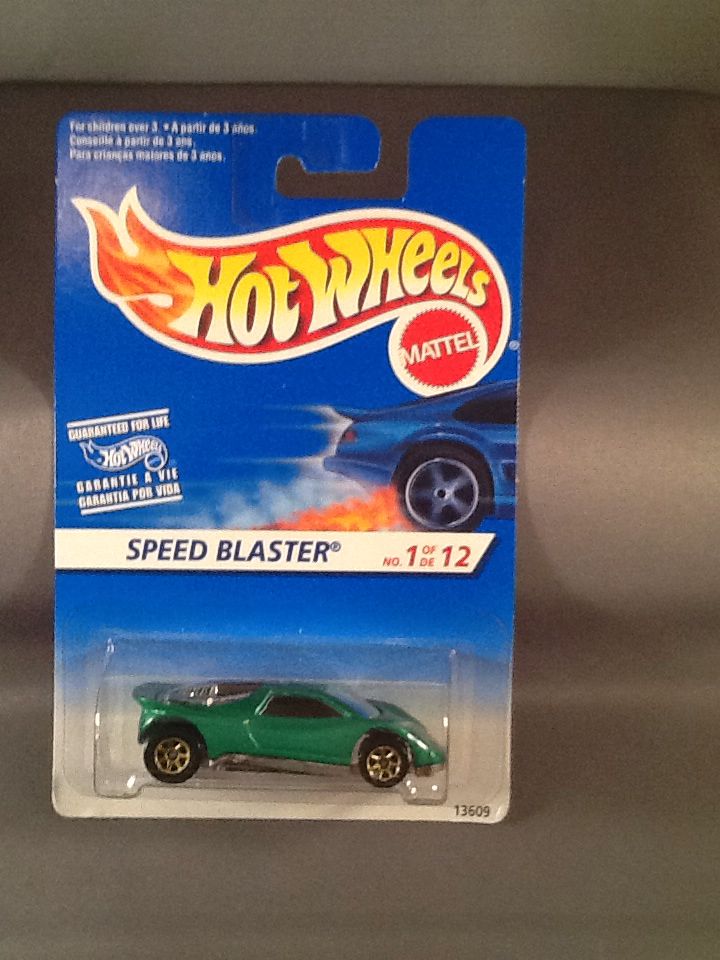 For children over 3. • A partir de 3 años.
Conseillé à partir de 3 ans.
Para crianças maiores de 3 anos.
HOT WHEELS
MATTEL
®
GUARANTEED FOR LIFE
HOT WHEELS
GARANTIE A VIE
GARANTIA POR VIDA
SPEED BLASTER®
NO. 1 OF DE 12
13609